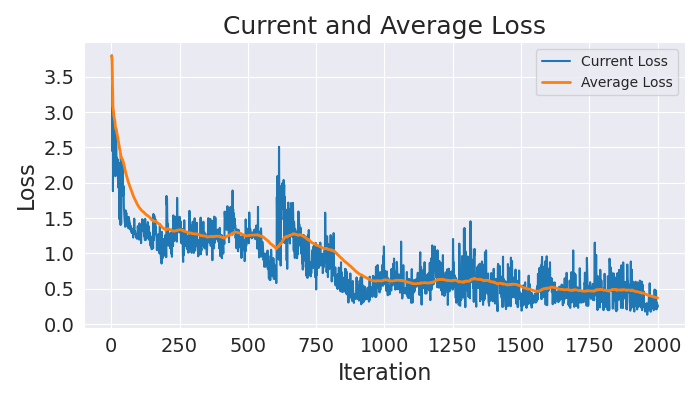 Current and Average Loss
Current Loss
Average Loss
Loss
3.5
3.0
2.5
2.0
1.5
1.0
0.5
0.0
0 250 500 750 1000 1250 1500 1750 2000
Iteration